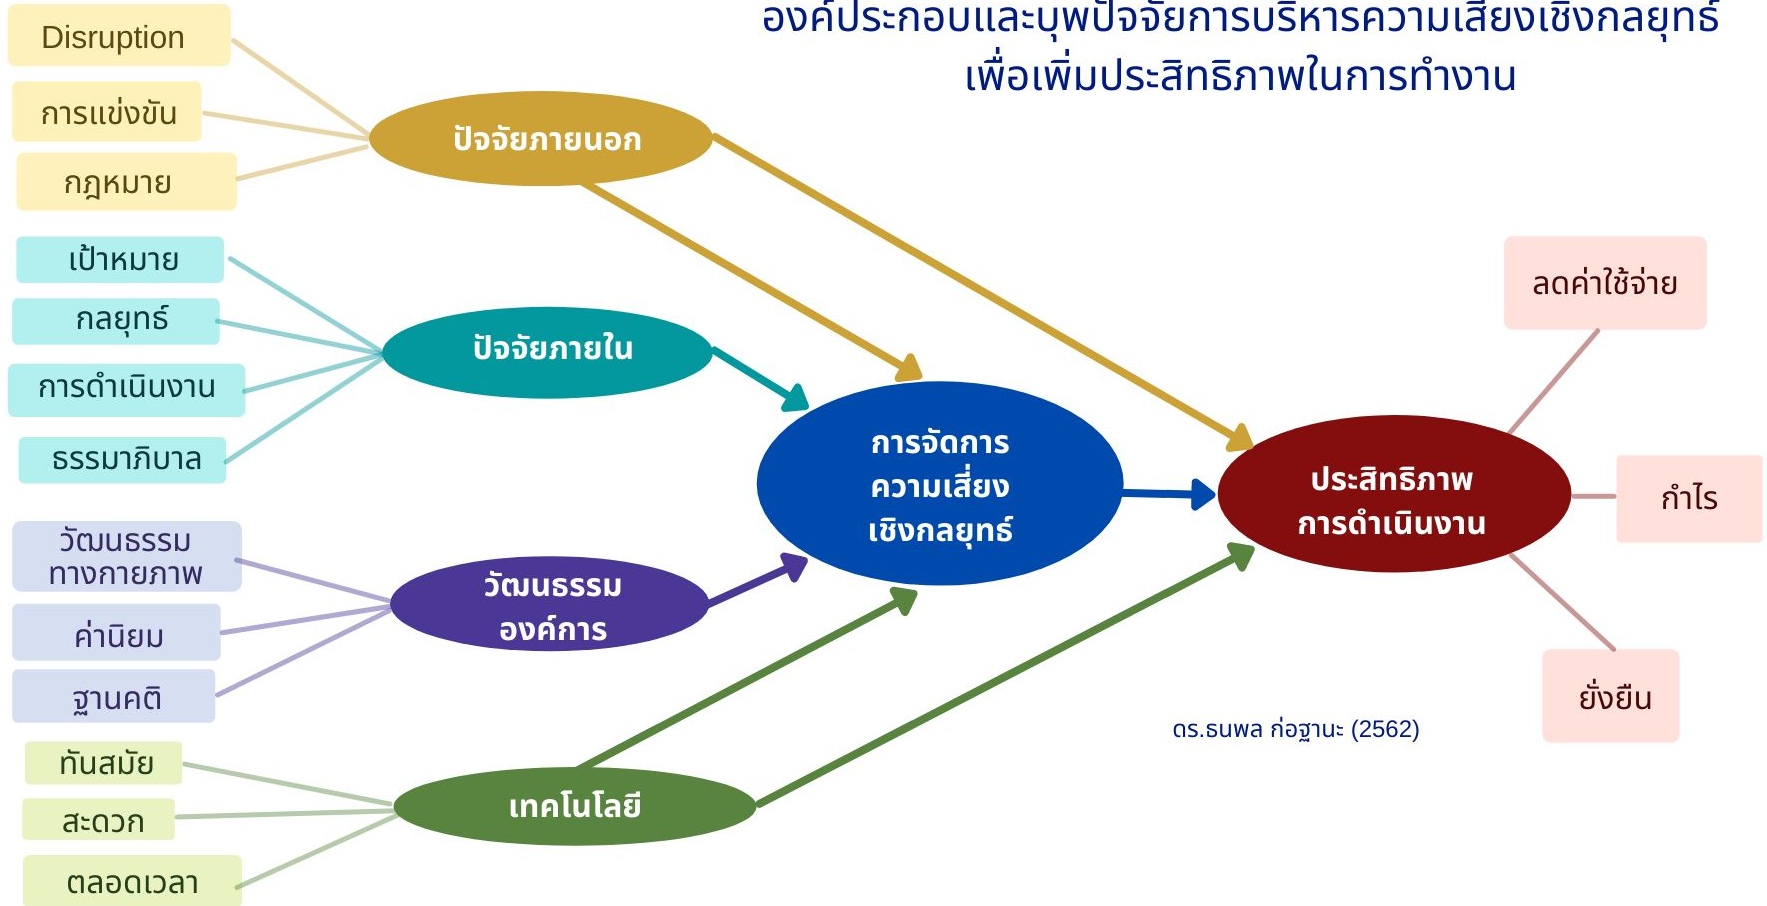 องค์ประกอบและบุพปัจจัยการบริหารความเสี่ยงเชิงกลยุทธ์
เพื่อเพิ่มประสิทธิภาพในการทำงาน
Disruption
การแข่งขัน
กฎหมาย
ปัจจัยภายนอก
เป้าหมาย
กลยุทธ์
การดำเนินงาน
ธรรมาภิบาล
ปัจจัยภายใน
วัฒนธรรม
ทางกายภาพ
ค่านิยม
ฐานคติ
วัฒนธรรม
องค์การ
ทันสมัย
สะดวก
ตลอดเวลา
เทคโนโลยี
การจัดการ
ความเสี่ยง
เชิงกลยุทธ์
ประสิทธิภาพ
การดำเนินงาน
ลดค่าใช้จ่าย
กำไร
ยั่งยืน
ดร.ธนพล ก่อฐานะ (2562)